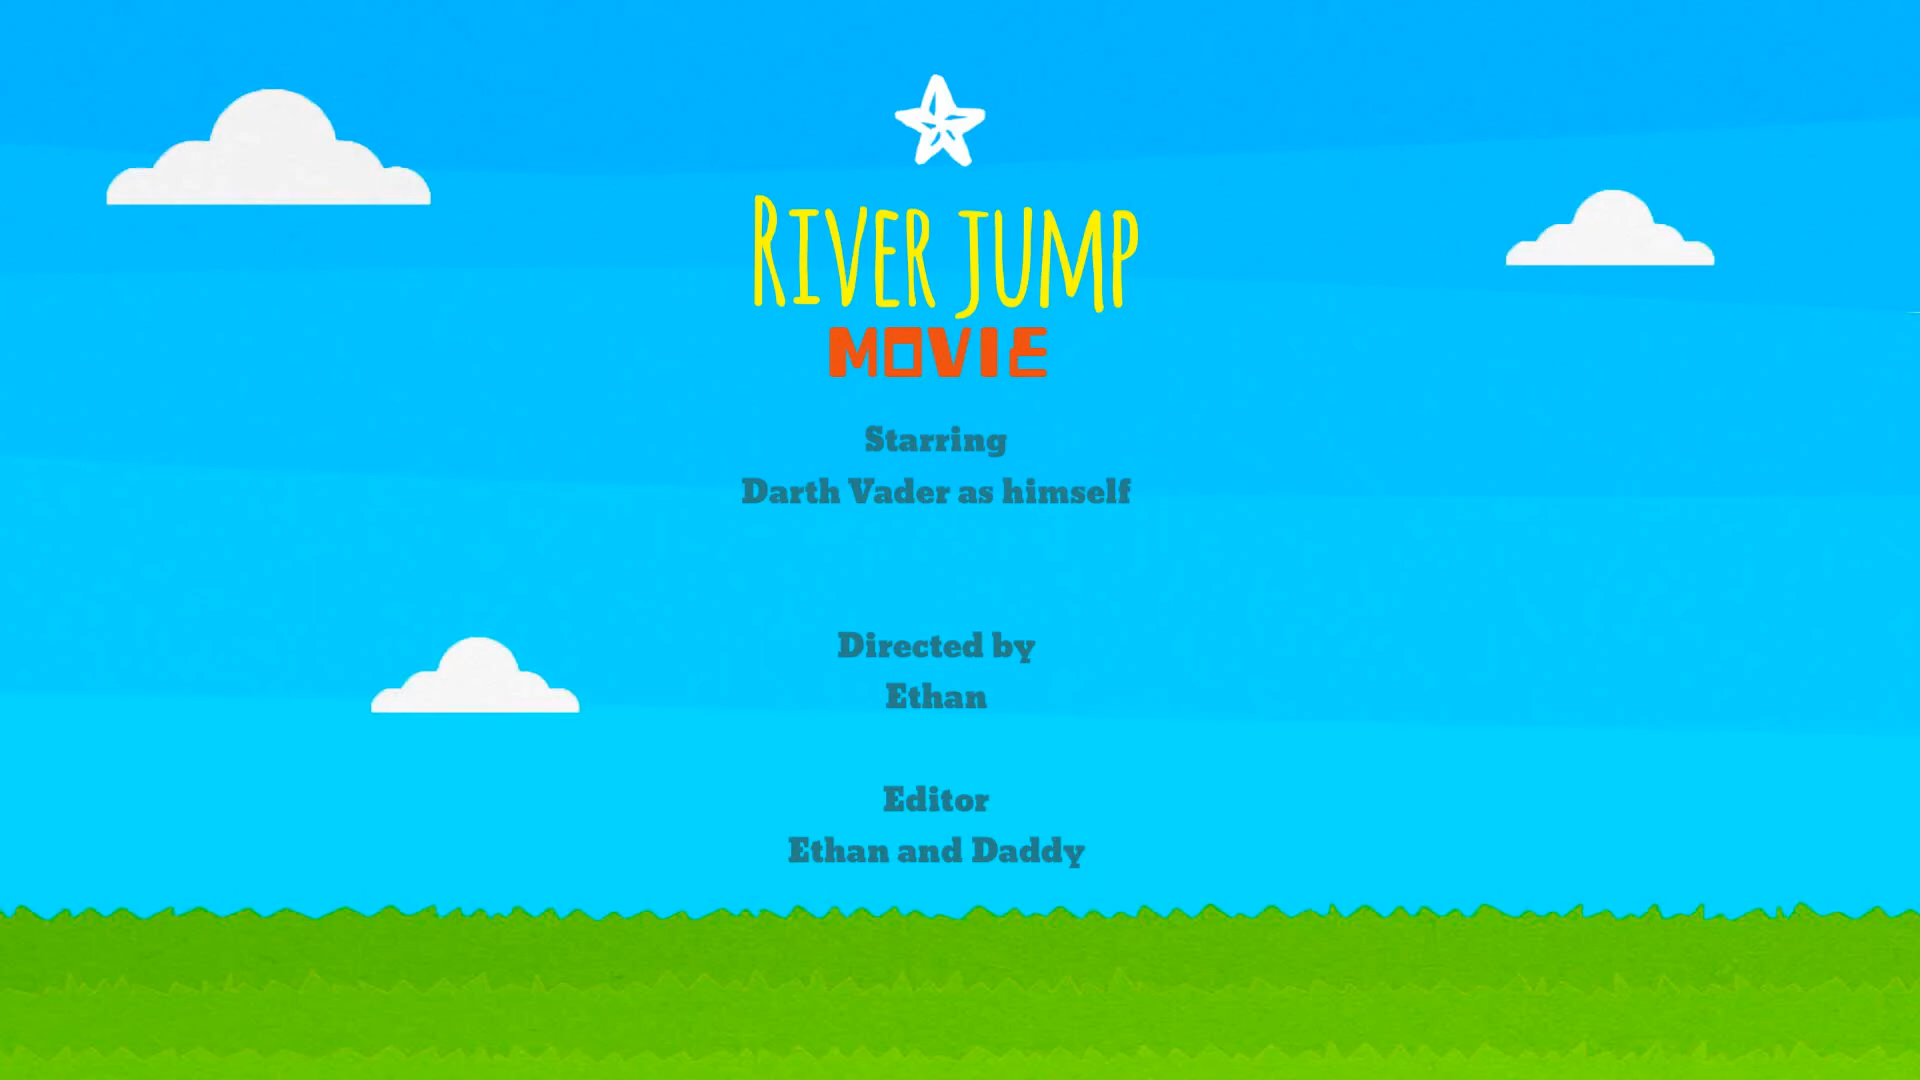 River jump
MOVIE
Starring
Darth Vader as himself
Directed by
Ethan
Editor
Ethan and Daddy